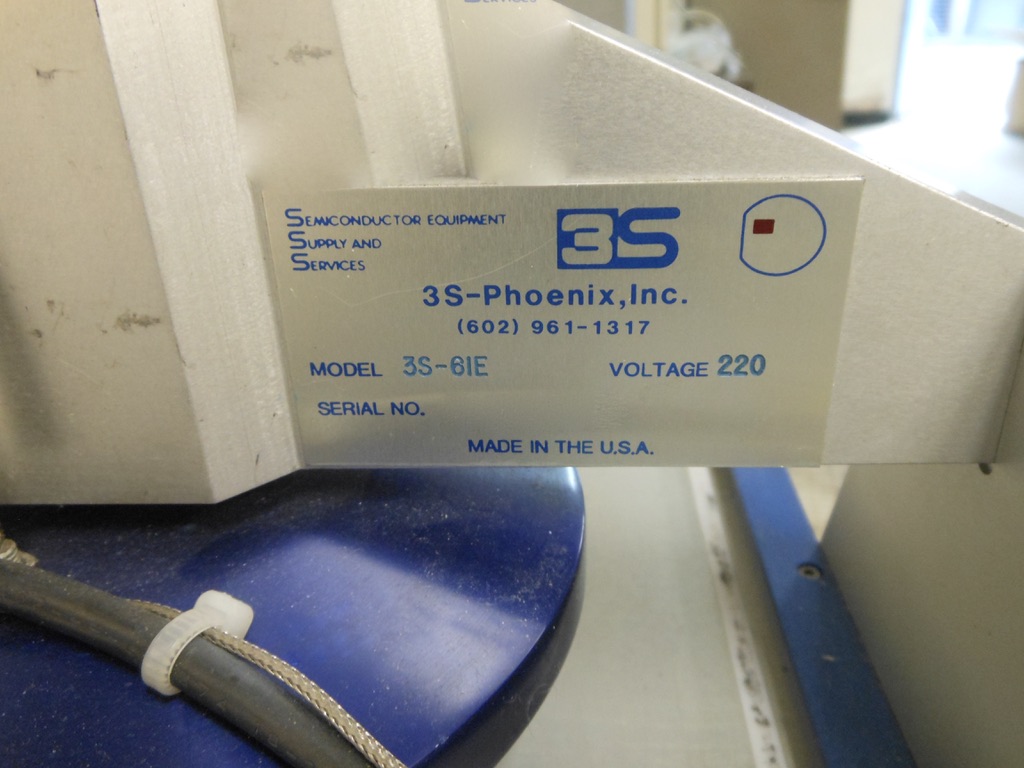 SERVICES
SEMICONDUCTOR EQUIPMENT
SUPPLY AND
SERVICES
3S
3S-Phoenix,Inc.
(602) 961-1317
MODEL 3S-61E VOLTAGE 220
SERIAL NO.
MADE IN THE U.S.A.